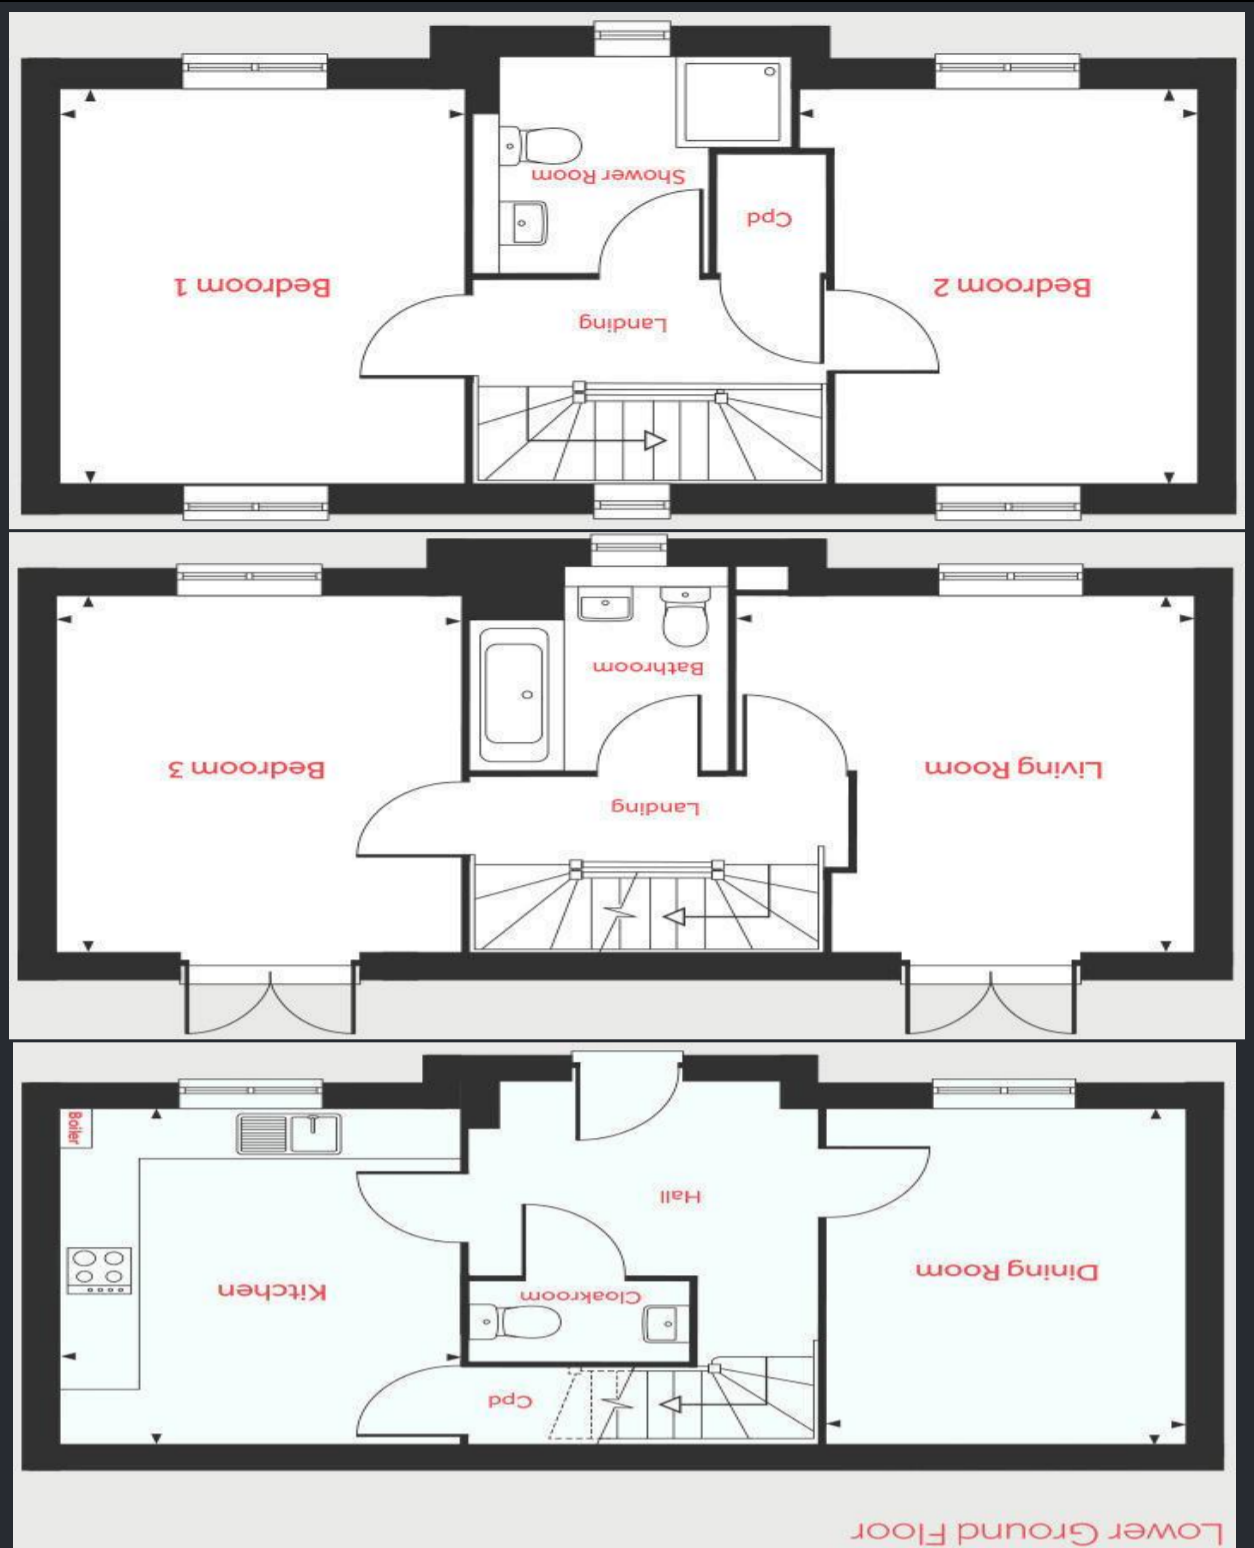 Shower Room
Cpd
Bedroom 1
Bedroom 2
Landing
Bathroom
Bedroom 3
Living Room
Landing
Boiler
Hall
Dining Room
Kitchen
Cloakroom
Cpd
Lower Ground Floor